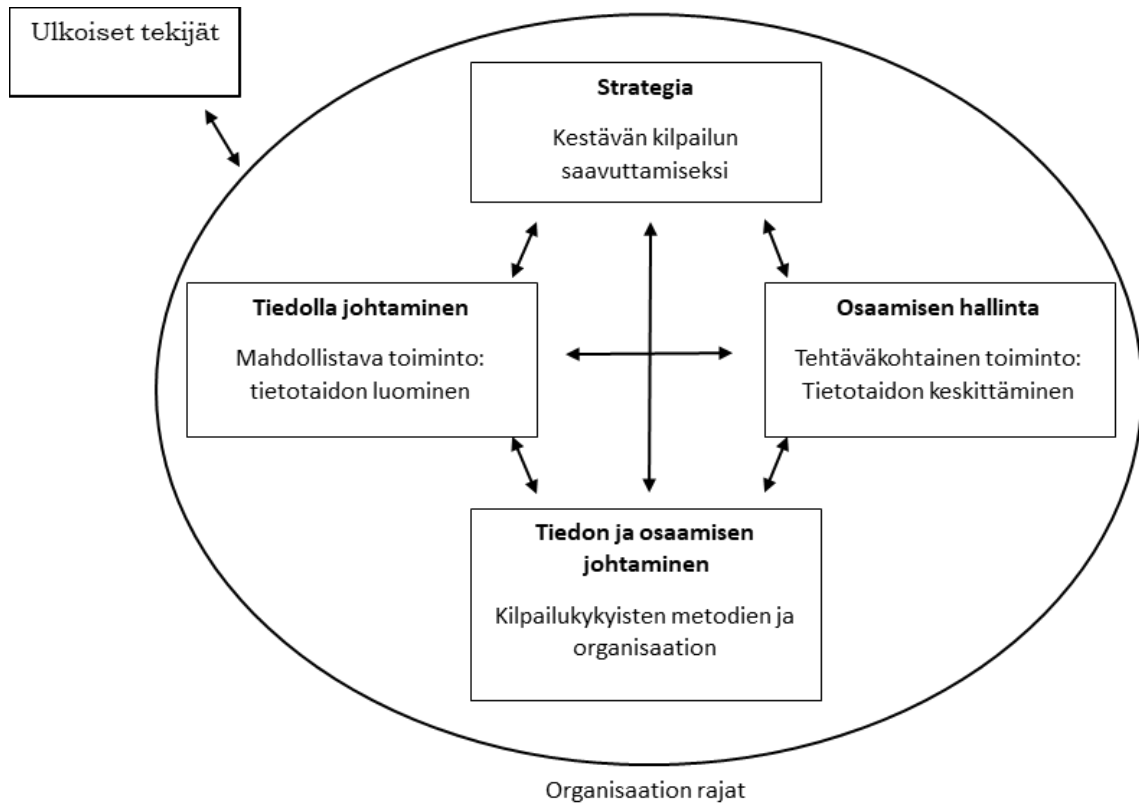 Ulkoiset tekijät
Strategia
Kestävän kilpailun
saavuttamiseksi
Tiedolla johtaminen
Mahdollistava toiminto:
tietotaidon luominen
Osaamisen hallinta
Tehtäväkohtainen toiminto:
Tietotaidon keskittäminen
Tiedon ja osaamisen
johtaminen
Kilpailukykyisten metodien ja
organisaation
Organisaation rajat